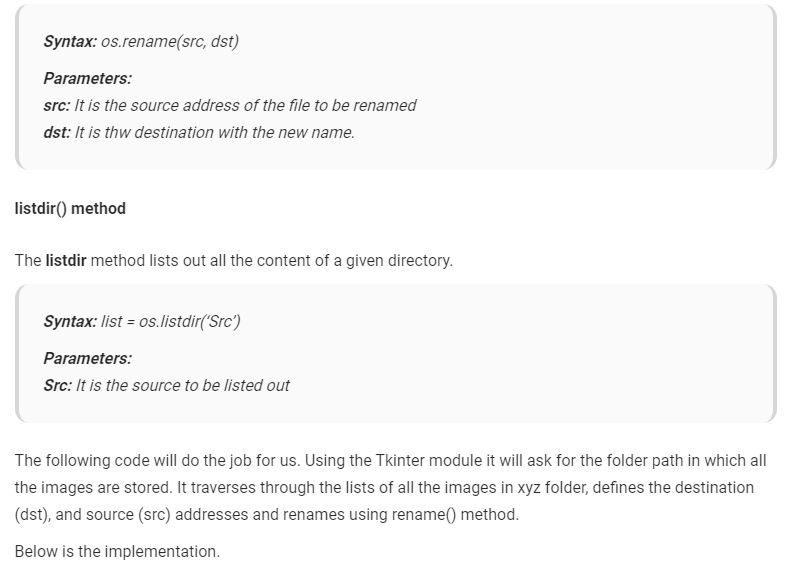 Syntax: os.rename(src, dst)
Parameters:
src: It is the source address of the file to be renamed
dst: It is thw destination with the new name.
listdir() method
The listdir method lists out all the content of a given directory.
Syntax: list = os.listdir(‘Src’)
Parameters:
Src: It is the source to be listed out
The following code will do the job for us. Using the Tkinter module it will ask for the folder path in which all
the images are stored. It traverses through the lists of all the images in xyz folder, defines the destination
(dst), and source (src) addresses and renames using rename() method.
Below is the implementation.